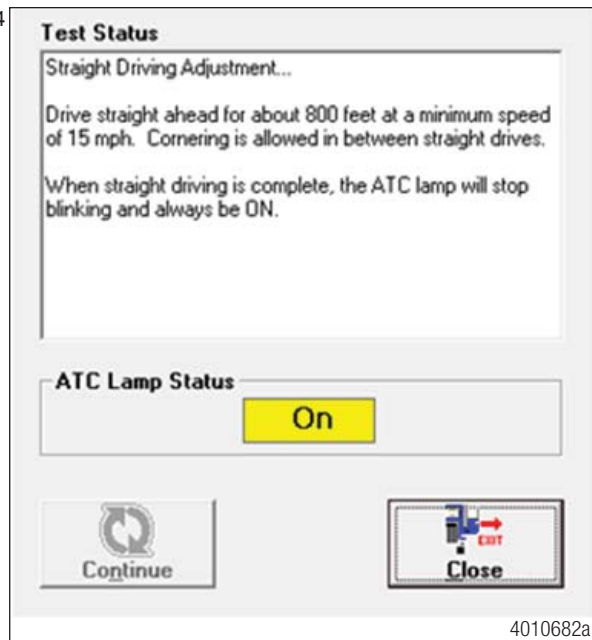 4
Test Status
Straight Driving Adjustment...
Drive straight ahead for about 800 feet at a minimum speed
of 15 mph. Cornering is allowed in between straight drives.
When straight driving is complete, the ATC lamp will stop
blinking and always be ON.
ATC Lamp Status
On
EXIT
Continue
Close
4010682a